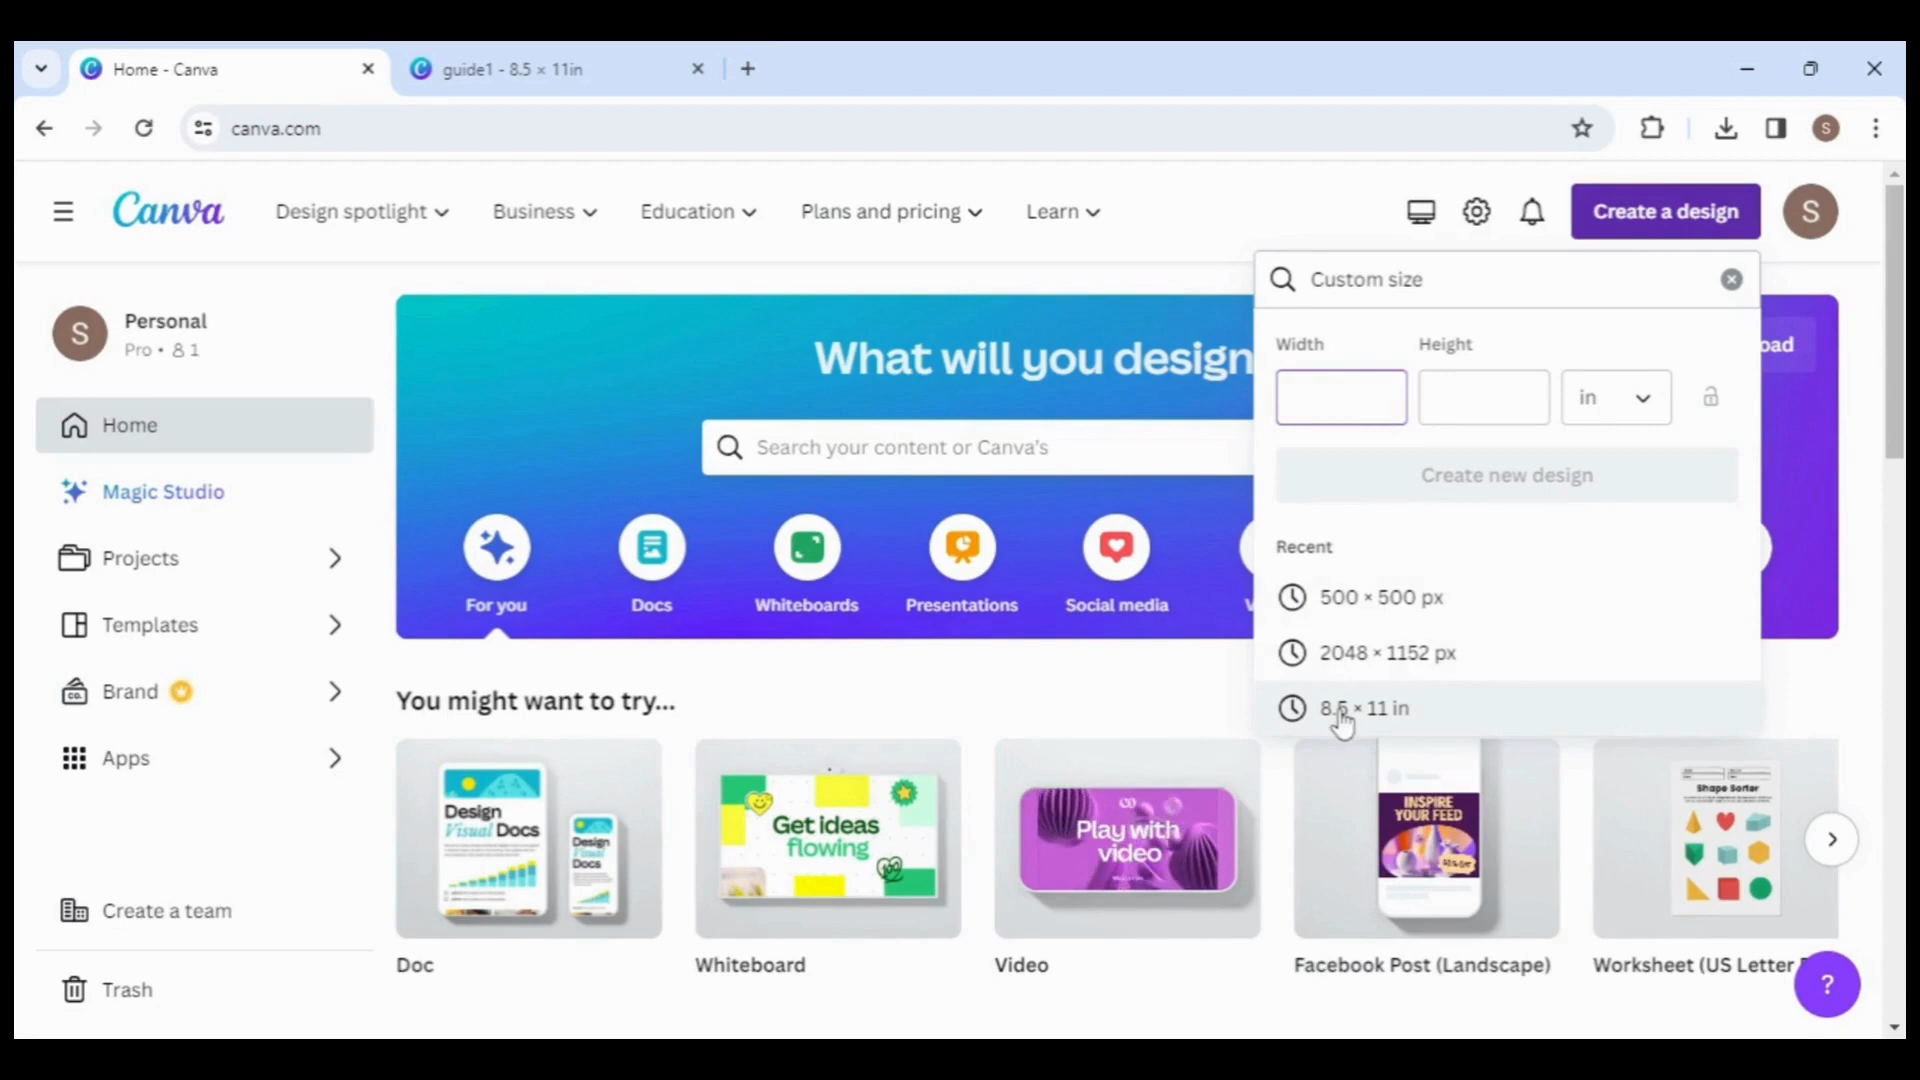 Home - Canva
guide1 - 8.5 × 11in
canva.com
S
Canva
Design spotlight
Business
Education
Plans and pricing
Learn
Create a design
S
Custom size
Width
Height
in
Create new design
Recent
500 × 500 px
2048 × 1152 px
8.5 × 11 in
S
Personal
Pro • 1
Home
Magic Studio
Projects
Templates
CO.
Brand
Apps
Create a team
Trash
What will you design
oad
Search your content or Canva's
For you
Docs
Whiteboards
Presentations
Social media
V
You might want to try...
Design
Visual Docs
Design
Visual
Docs
Get ideas
flowing
Play with
video
INSPIRE
YOUR FEED
Shape Sorter
Doc
Whiteboard
Video
Facebook Post (Landscape)
Worksheet (US Letter
?